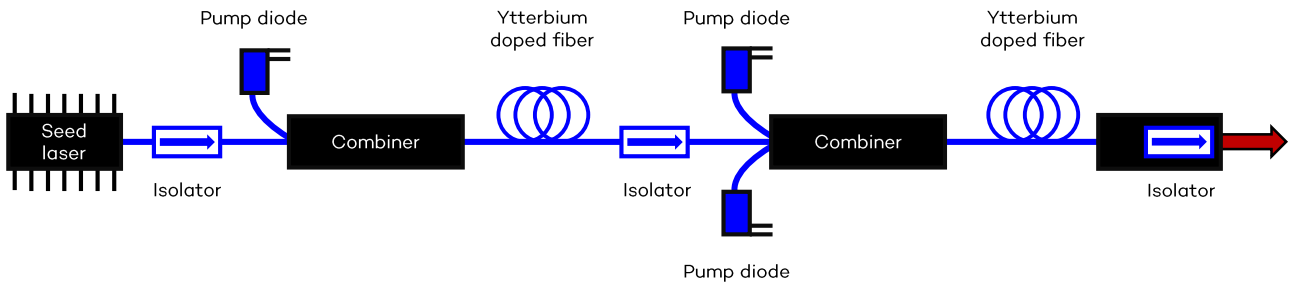 Pump diode
Ytterbium
doped fiber
Pump diode
Ytterbium
doped fiber
Seed
laser
Combiner
Combiner
Isolator
Isolator
Isolator
Pump diode